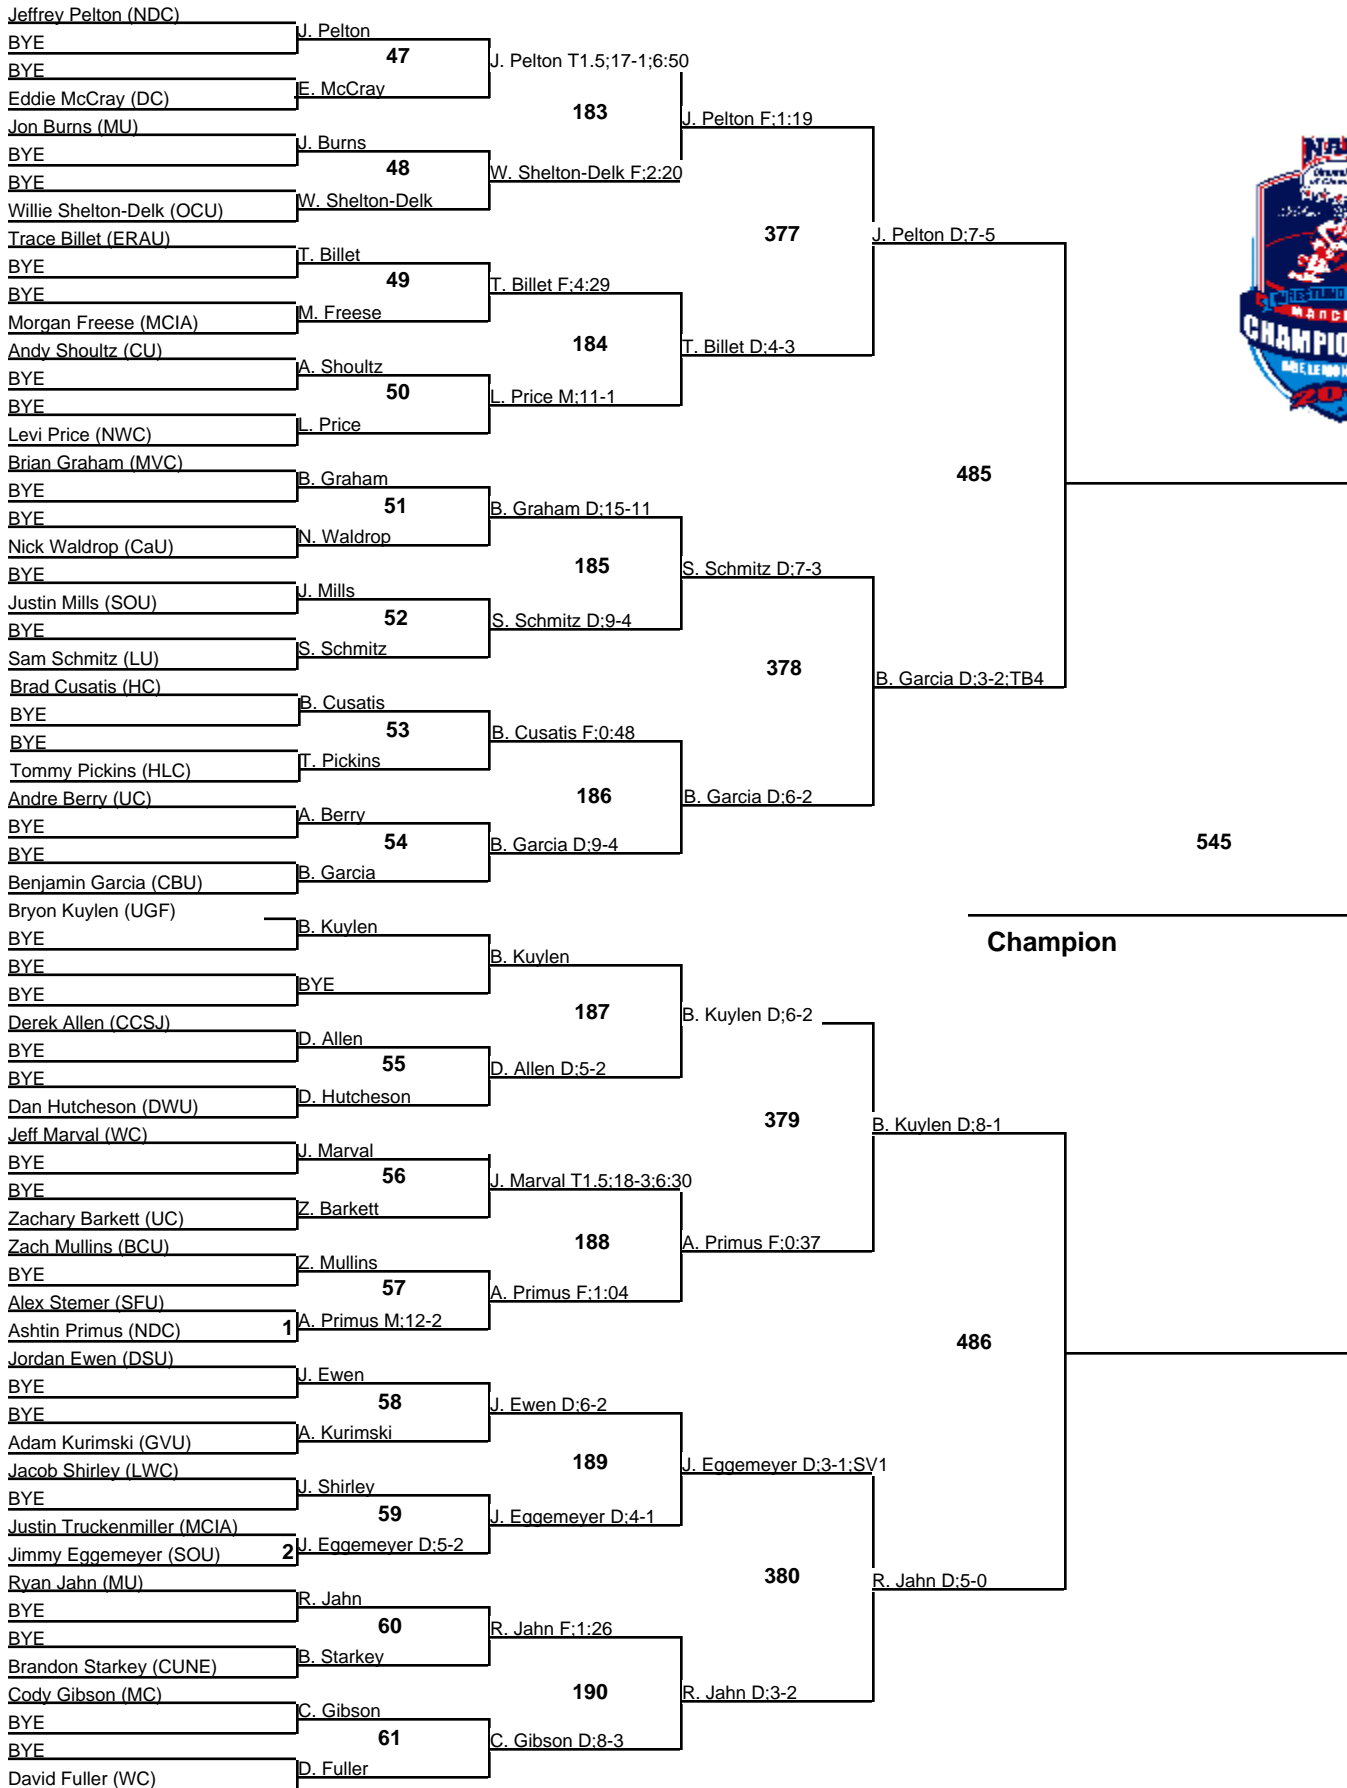 Jeffrey Pelton (NDC)
BYE
BYE
Eddie McCray (DC)
Jon Burns (MU)
BYE
BYE
Willie Shelton-Delk (OCU)
Trace Billet (ERAU)
BYE
BYE
Morgan Freese (MCIA)
Andy Shoultz (CU)
BYE
BYE
Levi Price (NWC)
Brian Graham (MVC)
BYE
BYE
Nick Waldrop (CaU)
BYE
Justin Mills (SOU)
BYE
Sam Schmitz (LU)
Brad Cusatis (HC)
BYE
BYE
Tommy Pickins (HLC)
Andre Berry (UC)
BYE
BYE
Benjamin Garcia (CBU)
Bryon Kuylen (UGF)
BYE
BYE
BYE
Derek Allen (CCSJ)
BYE
BYE
Dan Hutcheson (DWU)
Jeff Marval (WC)
BYE
BYE
Zachary Barkett (UC)
Zach Mullins (BCU)
BYE
Alex Stemer (SFU)
Ashtin Primus (NDC)
Jordan Ewen (DSU)
BYE
BYE
Adam Kurimski (GVU)
Jacob Shirley (LWC)
BYE
Justin Truckenmiller (MCIA)
Jimmy Eggemeyer (SOU)
Ryan Jahn (MU)
BYE
BYE
Brandon Starkey (CUNE)
Cody Gibson (MC)
BYE
BYE
David Fuller (WC)
1
2
J. Pelton
47
E. McCray
J. Burns
48
W. Shelton-Delk
T. Billet
49
M. Freese
A. Shoultz
50
L. Price
B. Graham
51
N. Waldrop
J. Mills
52
S. Schmitz
B. Cusatis
53
T. Pickins
A. Berry
54
B. Garcia
B. Kuylen
BYE
D. Allen
55
D. Hutcheson
J. Marval
56
Z. Barkett
Z. Mullins
57
A. Primus M;12-2
J. Ewen
58
A. Kurimski
J. Shirley
59
J. Eggemeyer D;5-2
R. Jahn
60
B. Starkey
C. Gibson
61
D. Fuller
J. Pelton T1.5;17-1;6:50
183
W. Shelton-Delk F;2:20
T. Billet F;4:29
184
L. Price M;11-1
B. Graham D;15-11
185
S. Schmitz D;9-4
B. Cusatis F;0:48
186
B. Garcia D;9-4
B. Kuylen
187
D. Allen D;5-2
J. Marval T1.5;18-3;6:30
188
A. Primus F;1:04
J. Ewen D;6-2
189
J. Eggemeyer D;4-1
R. Jahn F;1:26
190
C. Gibson D;8-3
J. Pelton F;1:19
377
T. Billet D;4-3
S. Schmitz D;7-3
378
B. Garcia D;6-2
B. Kuylen D;6-2
379
A. Primus F;0:37
J. Eggemeyer D;3-1;SV1
380
R. Jahn D;3-2
J. Pelton D;7-5
485
B. Garcia D;3-2;TB4
B. Kuylen D;8-1
486
R. Jahn D;5-0
545
Champion